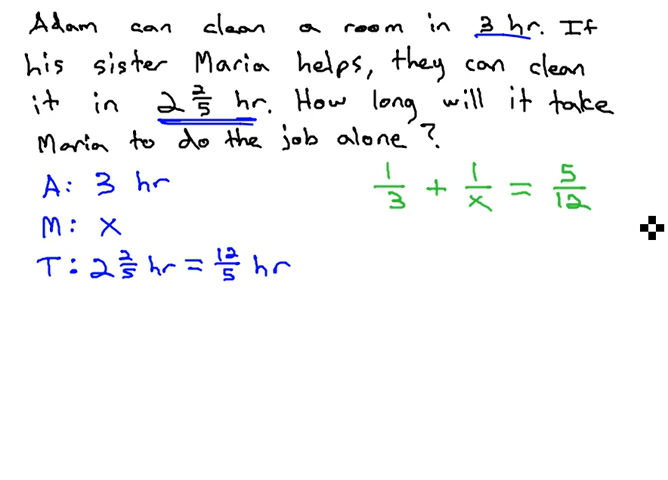 Adam can clean a room in 3 hr. If
his sister Maria helps, they can clean
it in 2 2/5 hr. How long will it take
Maria to do the job alone?
A: 3 hr
1/3 + 1/x = 5/12
M: x
T: 2 2/5 hr = 12/5 hr